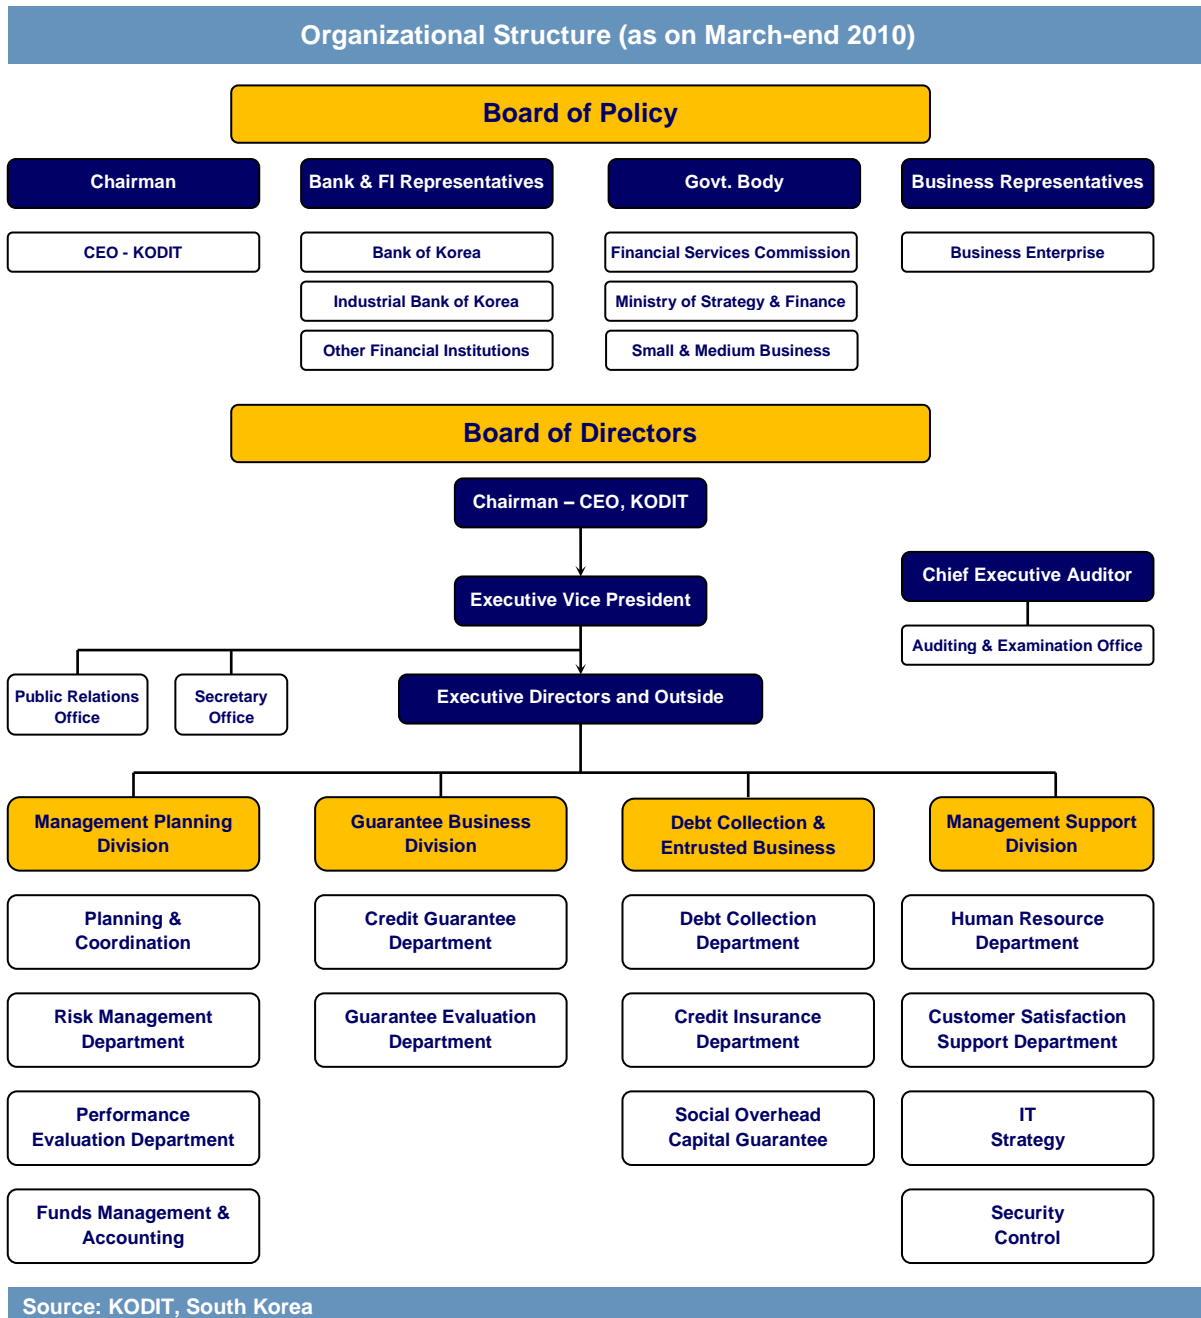 Organizational Structure (as on March-end 2010)
Board of Policy
Chairman
Bank & FI Representatives
Govt. Body
Business Representatives
CEO - KODIT
Bank of Korea
Financial Services Commission
Business Enterprise
Industrial Bank of Korea
Ministry of Strategy & Finance
Other Financial Institutions
Small & Medium Business
Board of Directors
Chairman – CEO, KODIT
Executive Vice President
Chief Executive Auditor
Auditing & Examination Office
Public Relations
Office
Secretary
Office
Executive Directors and Outside
Management Planning
Division
Guarantee Business
Division
Debt Collection &
Entrusted Business
Management Support
Division
Planning &
Coordination
Credit Guarantee
Department
Debt Collection
Department
Human Resource
Department
Risk Management
Department
Guarantee Evaluation
Department
Credit Insurance
Department
Customer Satisfaction
Support Department
Performance
Evaluation Department
Social Overhead
Capital Guarantee
IT
Strategy
Funds Management &
Accounting
Security
Control
Source: KODIT, South Korea